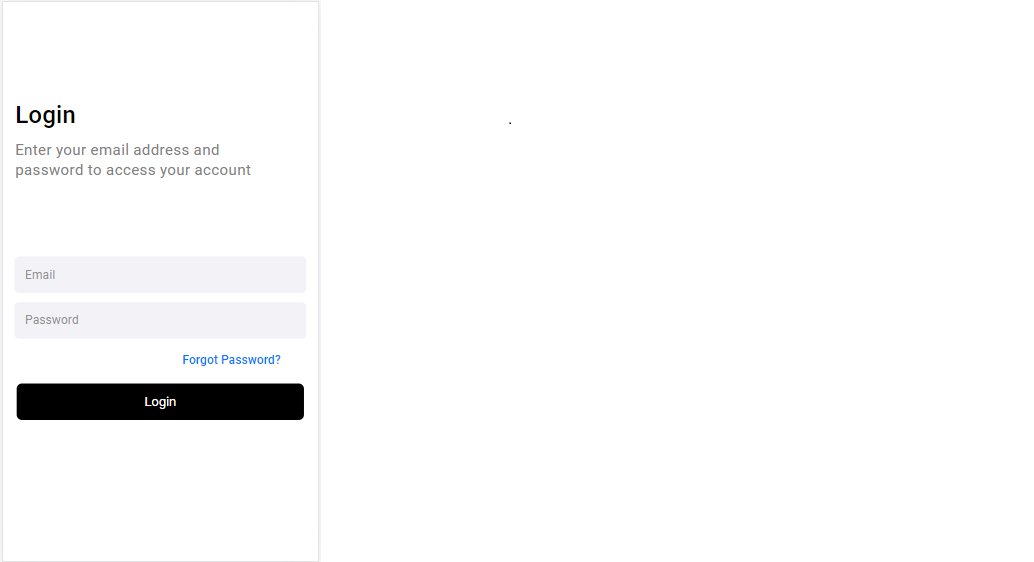 Login
Enter your email address and
password to access your account
Email
Password
Forgot Password?
Login
.